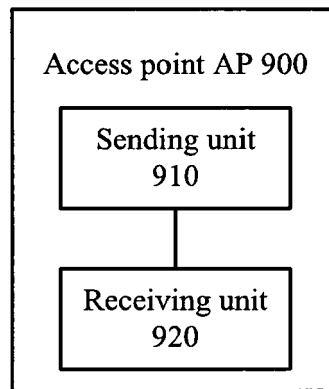 Access point AP 900
Sending unit
910
Receiving unit
920